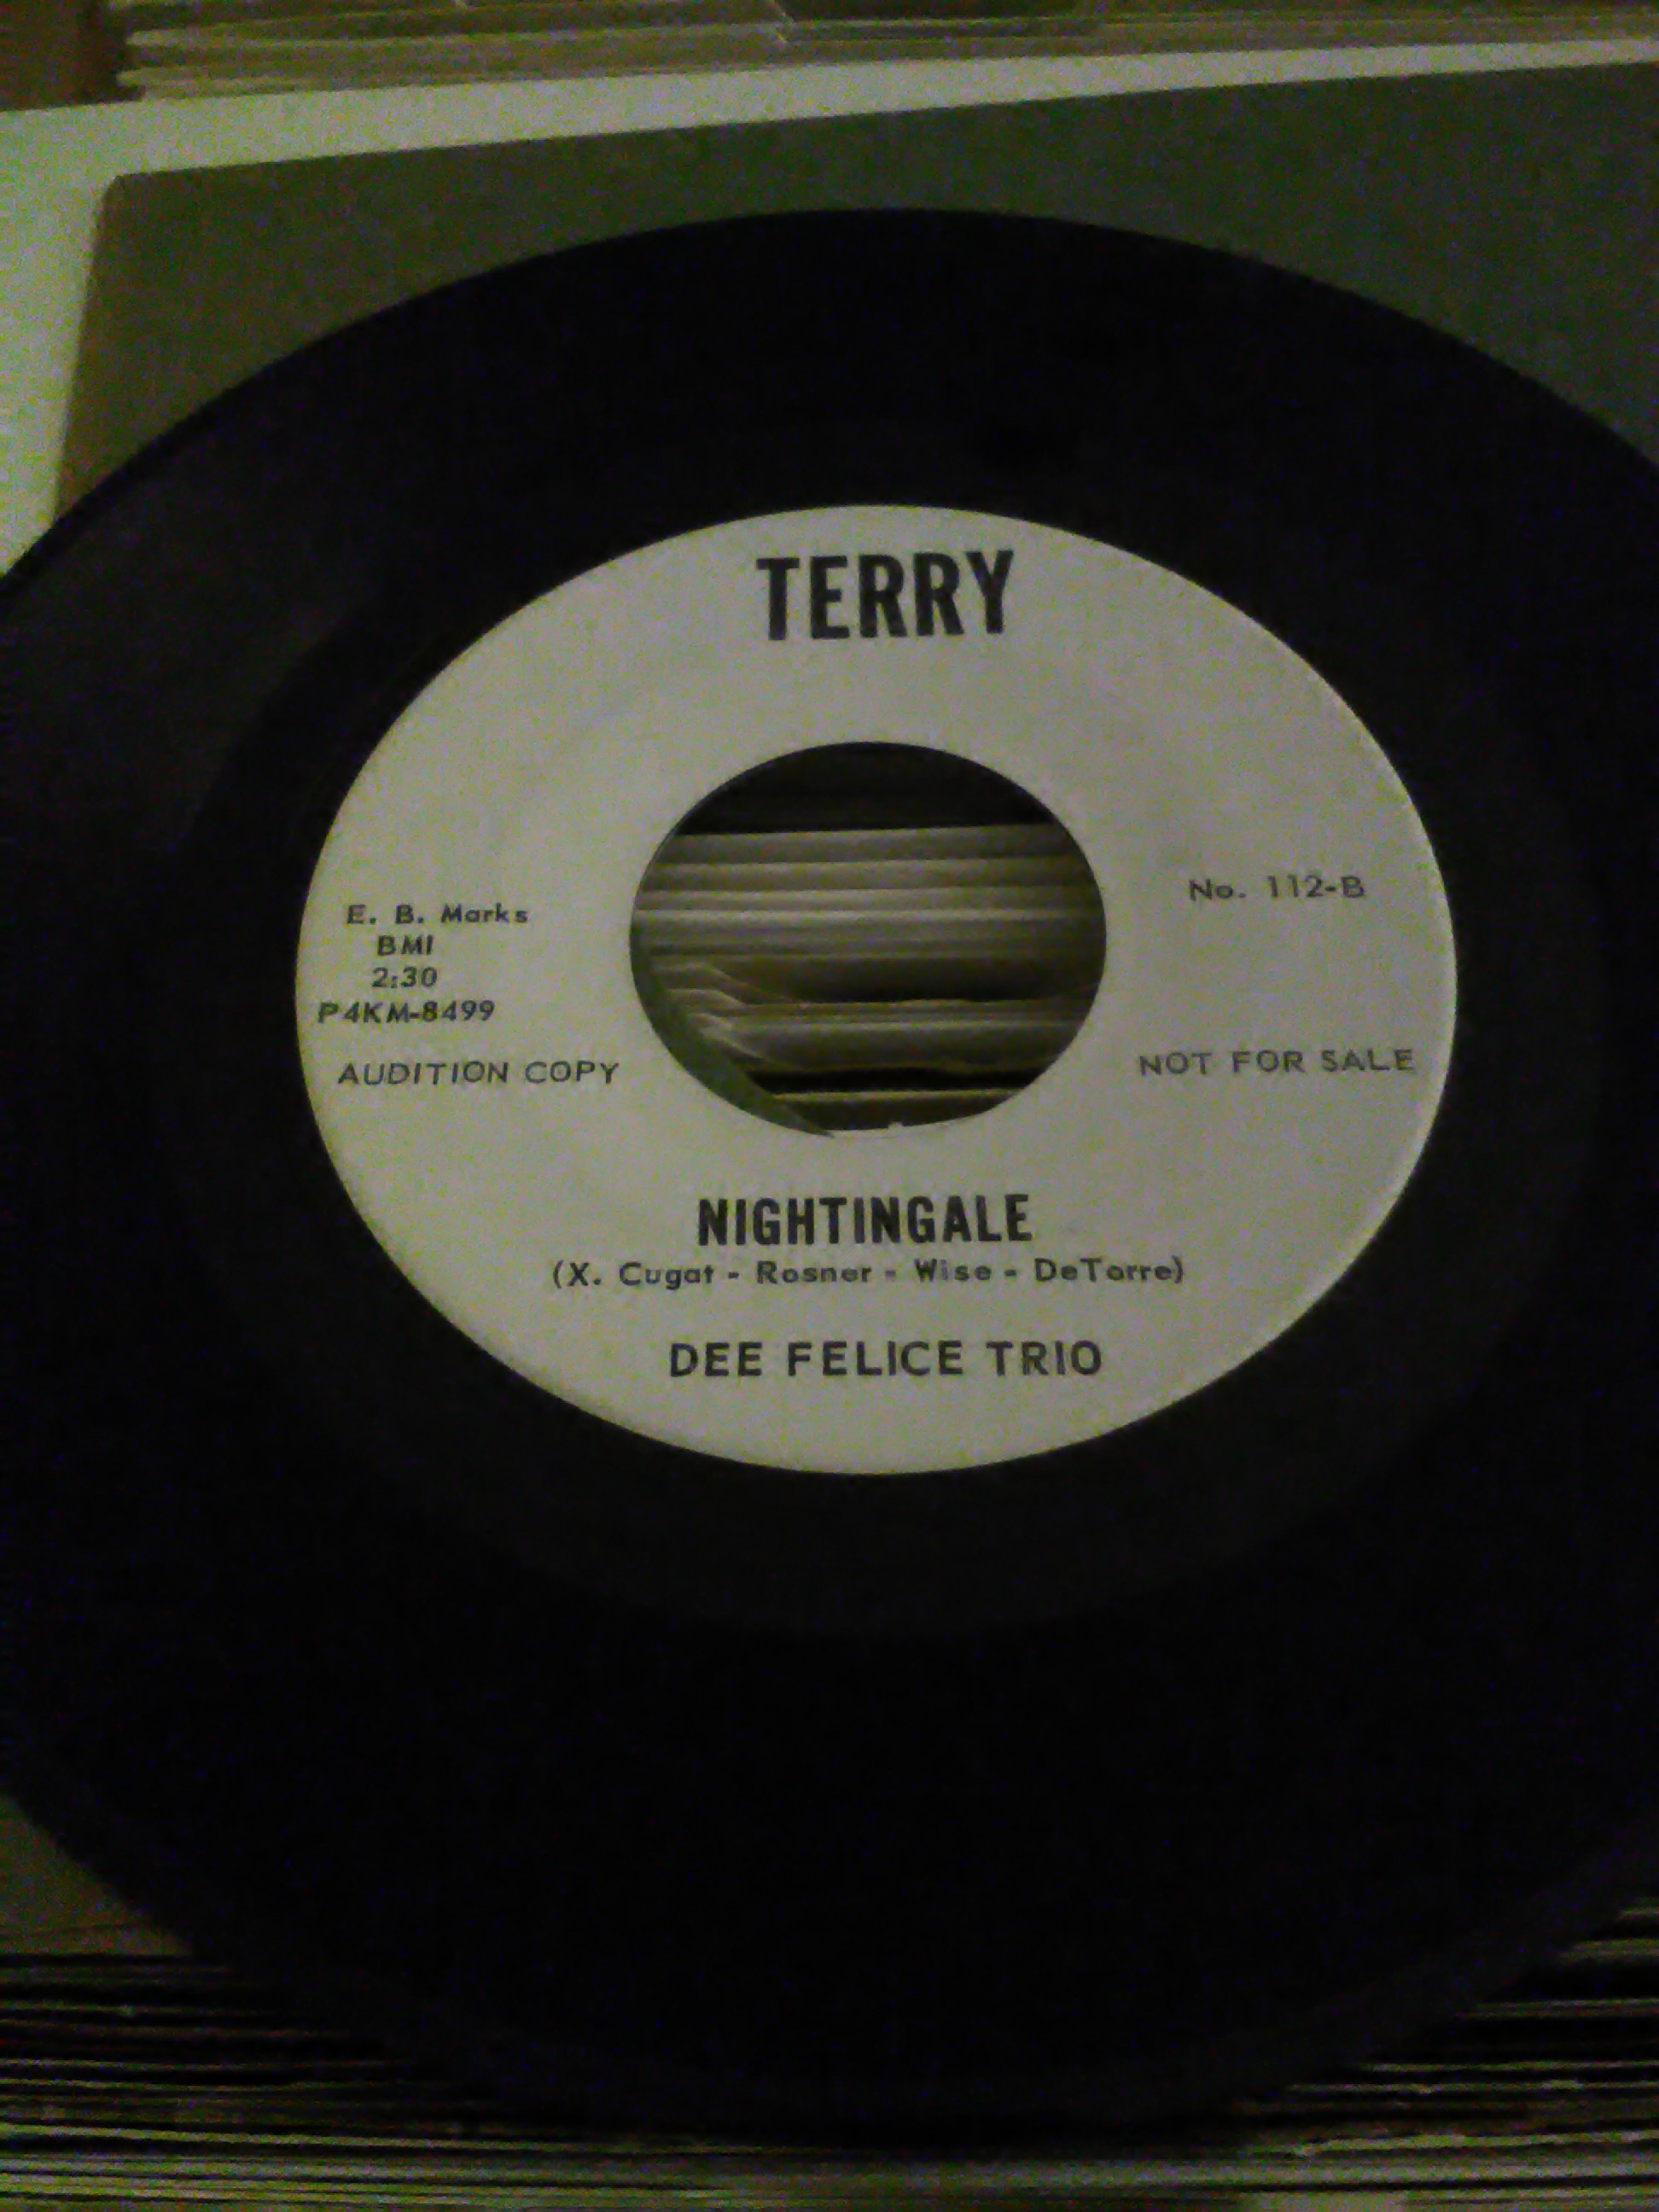 TERRY
No. 112-B
E. B. Marks
BMI
2:30
P4KM-8499
AUDITION COPY
NOT FOR SALE
NIGHTINGALE
(X. Cugat - Rosner - Wise - DeTorre)
DEE FELICE TRIO